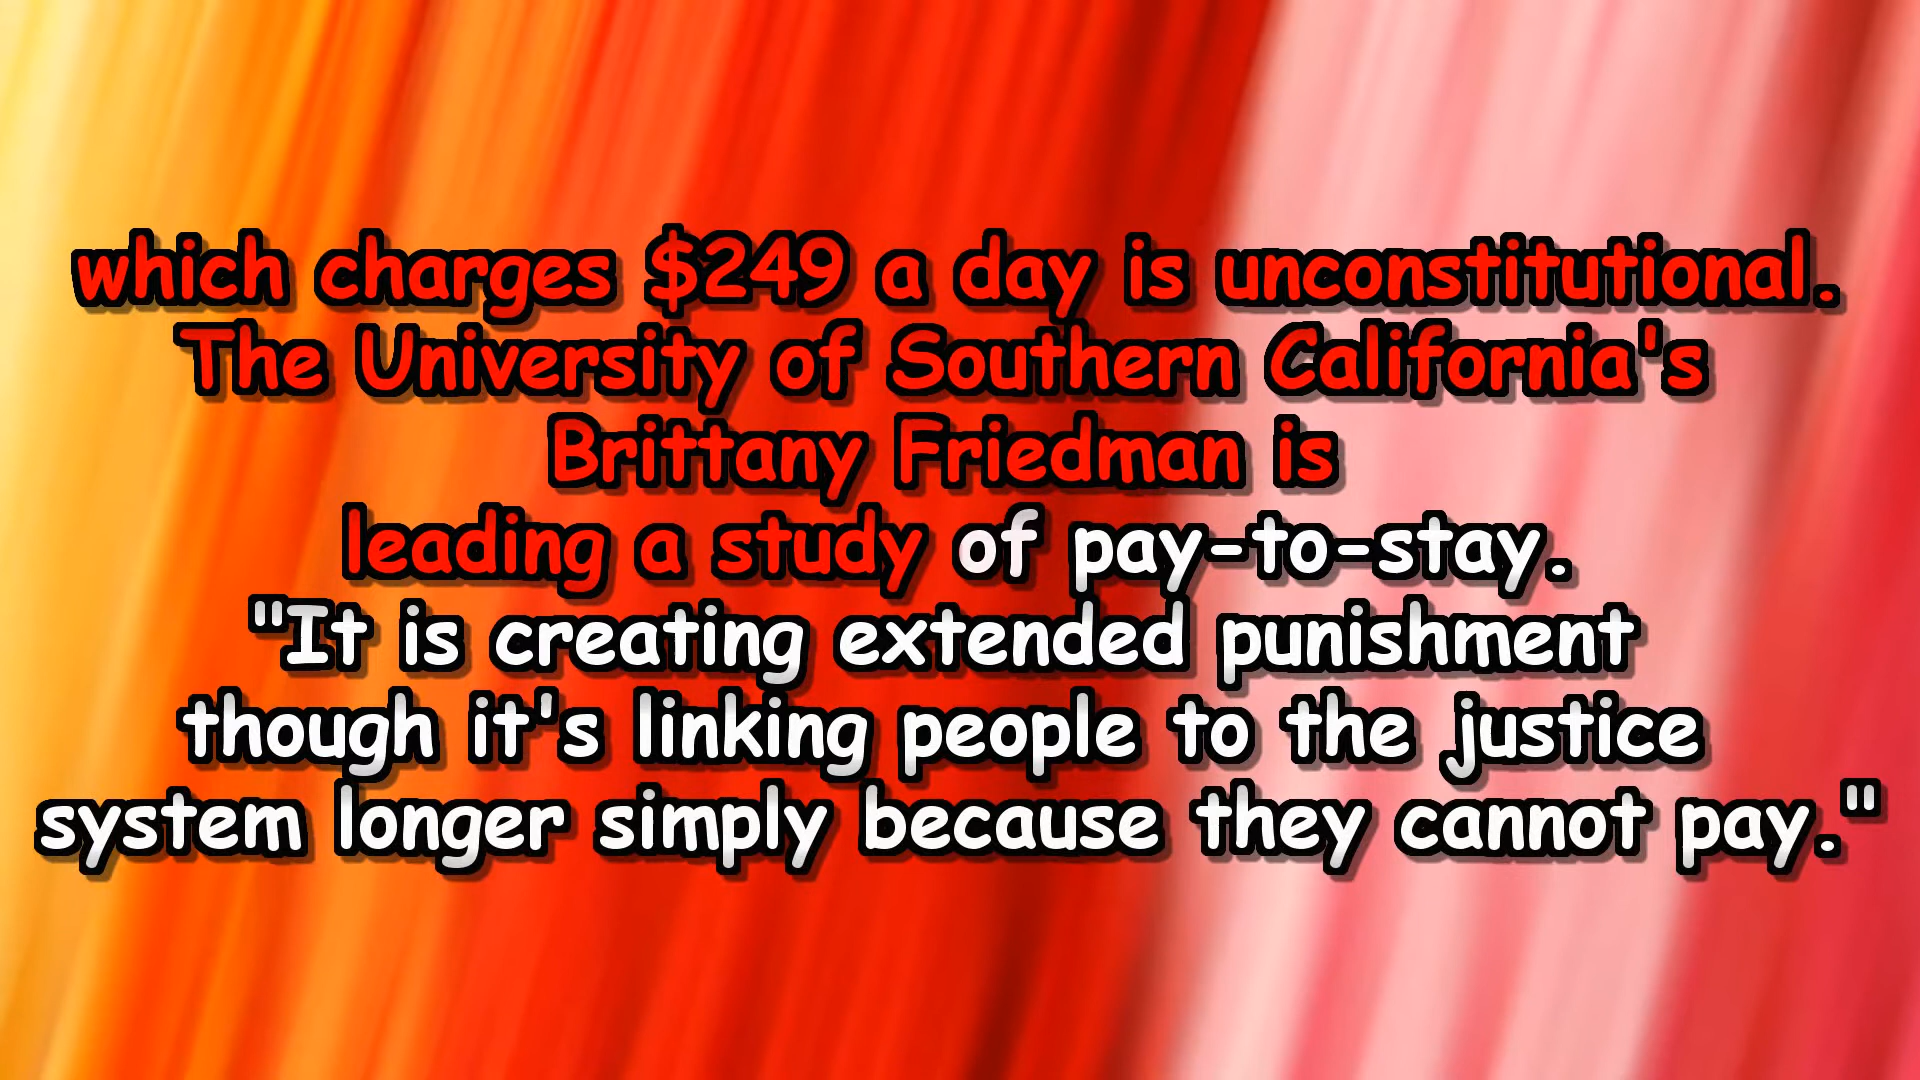 which charges $249 a day is unconstitutional.
The University of Southern California's
Brittany Friedman is
leading a study of pay-to-stay.
"It is creating extended punishment
though it's linking people to the justice
system longer simply because they cannot pay."